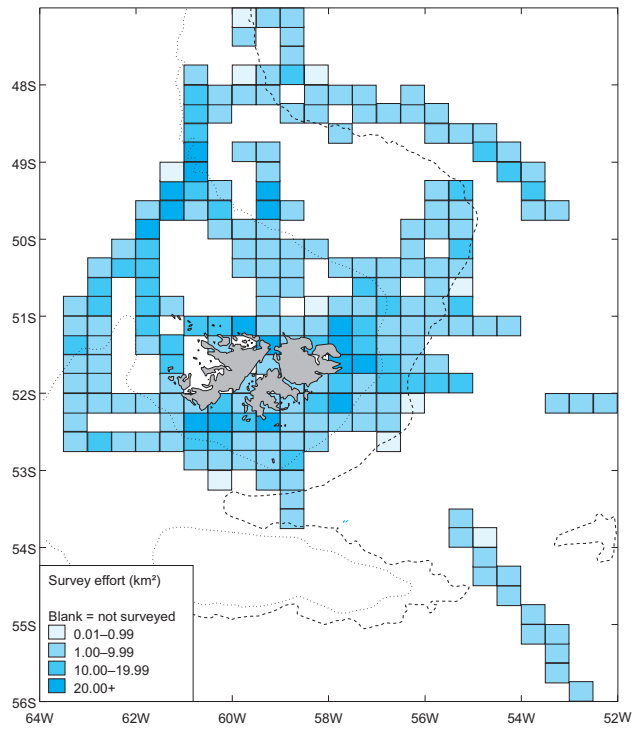 48S
49S
50S
51S
52S
53S
54S
55S
56S
Survey effort (km²)
Blank = not surveyed
0.01–0.99
1.00–9.99
10.00–19.99
20.00+
64W 62W 60W 58W 56W 54W 52W